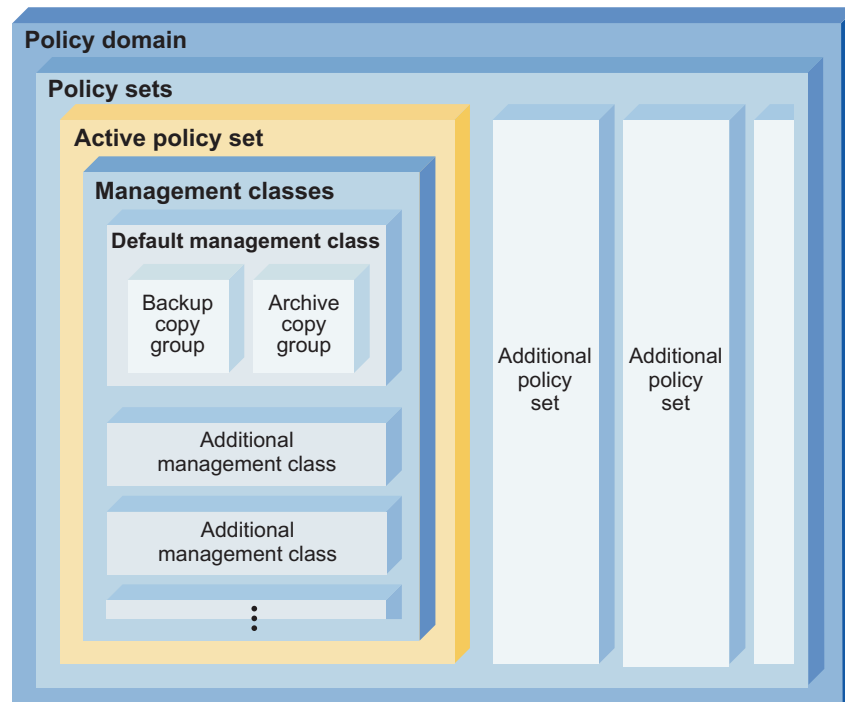 Policy domain
Policy sets
Active policy set
Management classes
Default management class
Backup
copy
group
Archive
copy
group
Additional
management class
Additional
management class
Additional
policy
set
Additional
policy
set